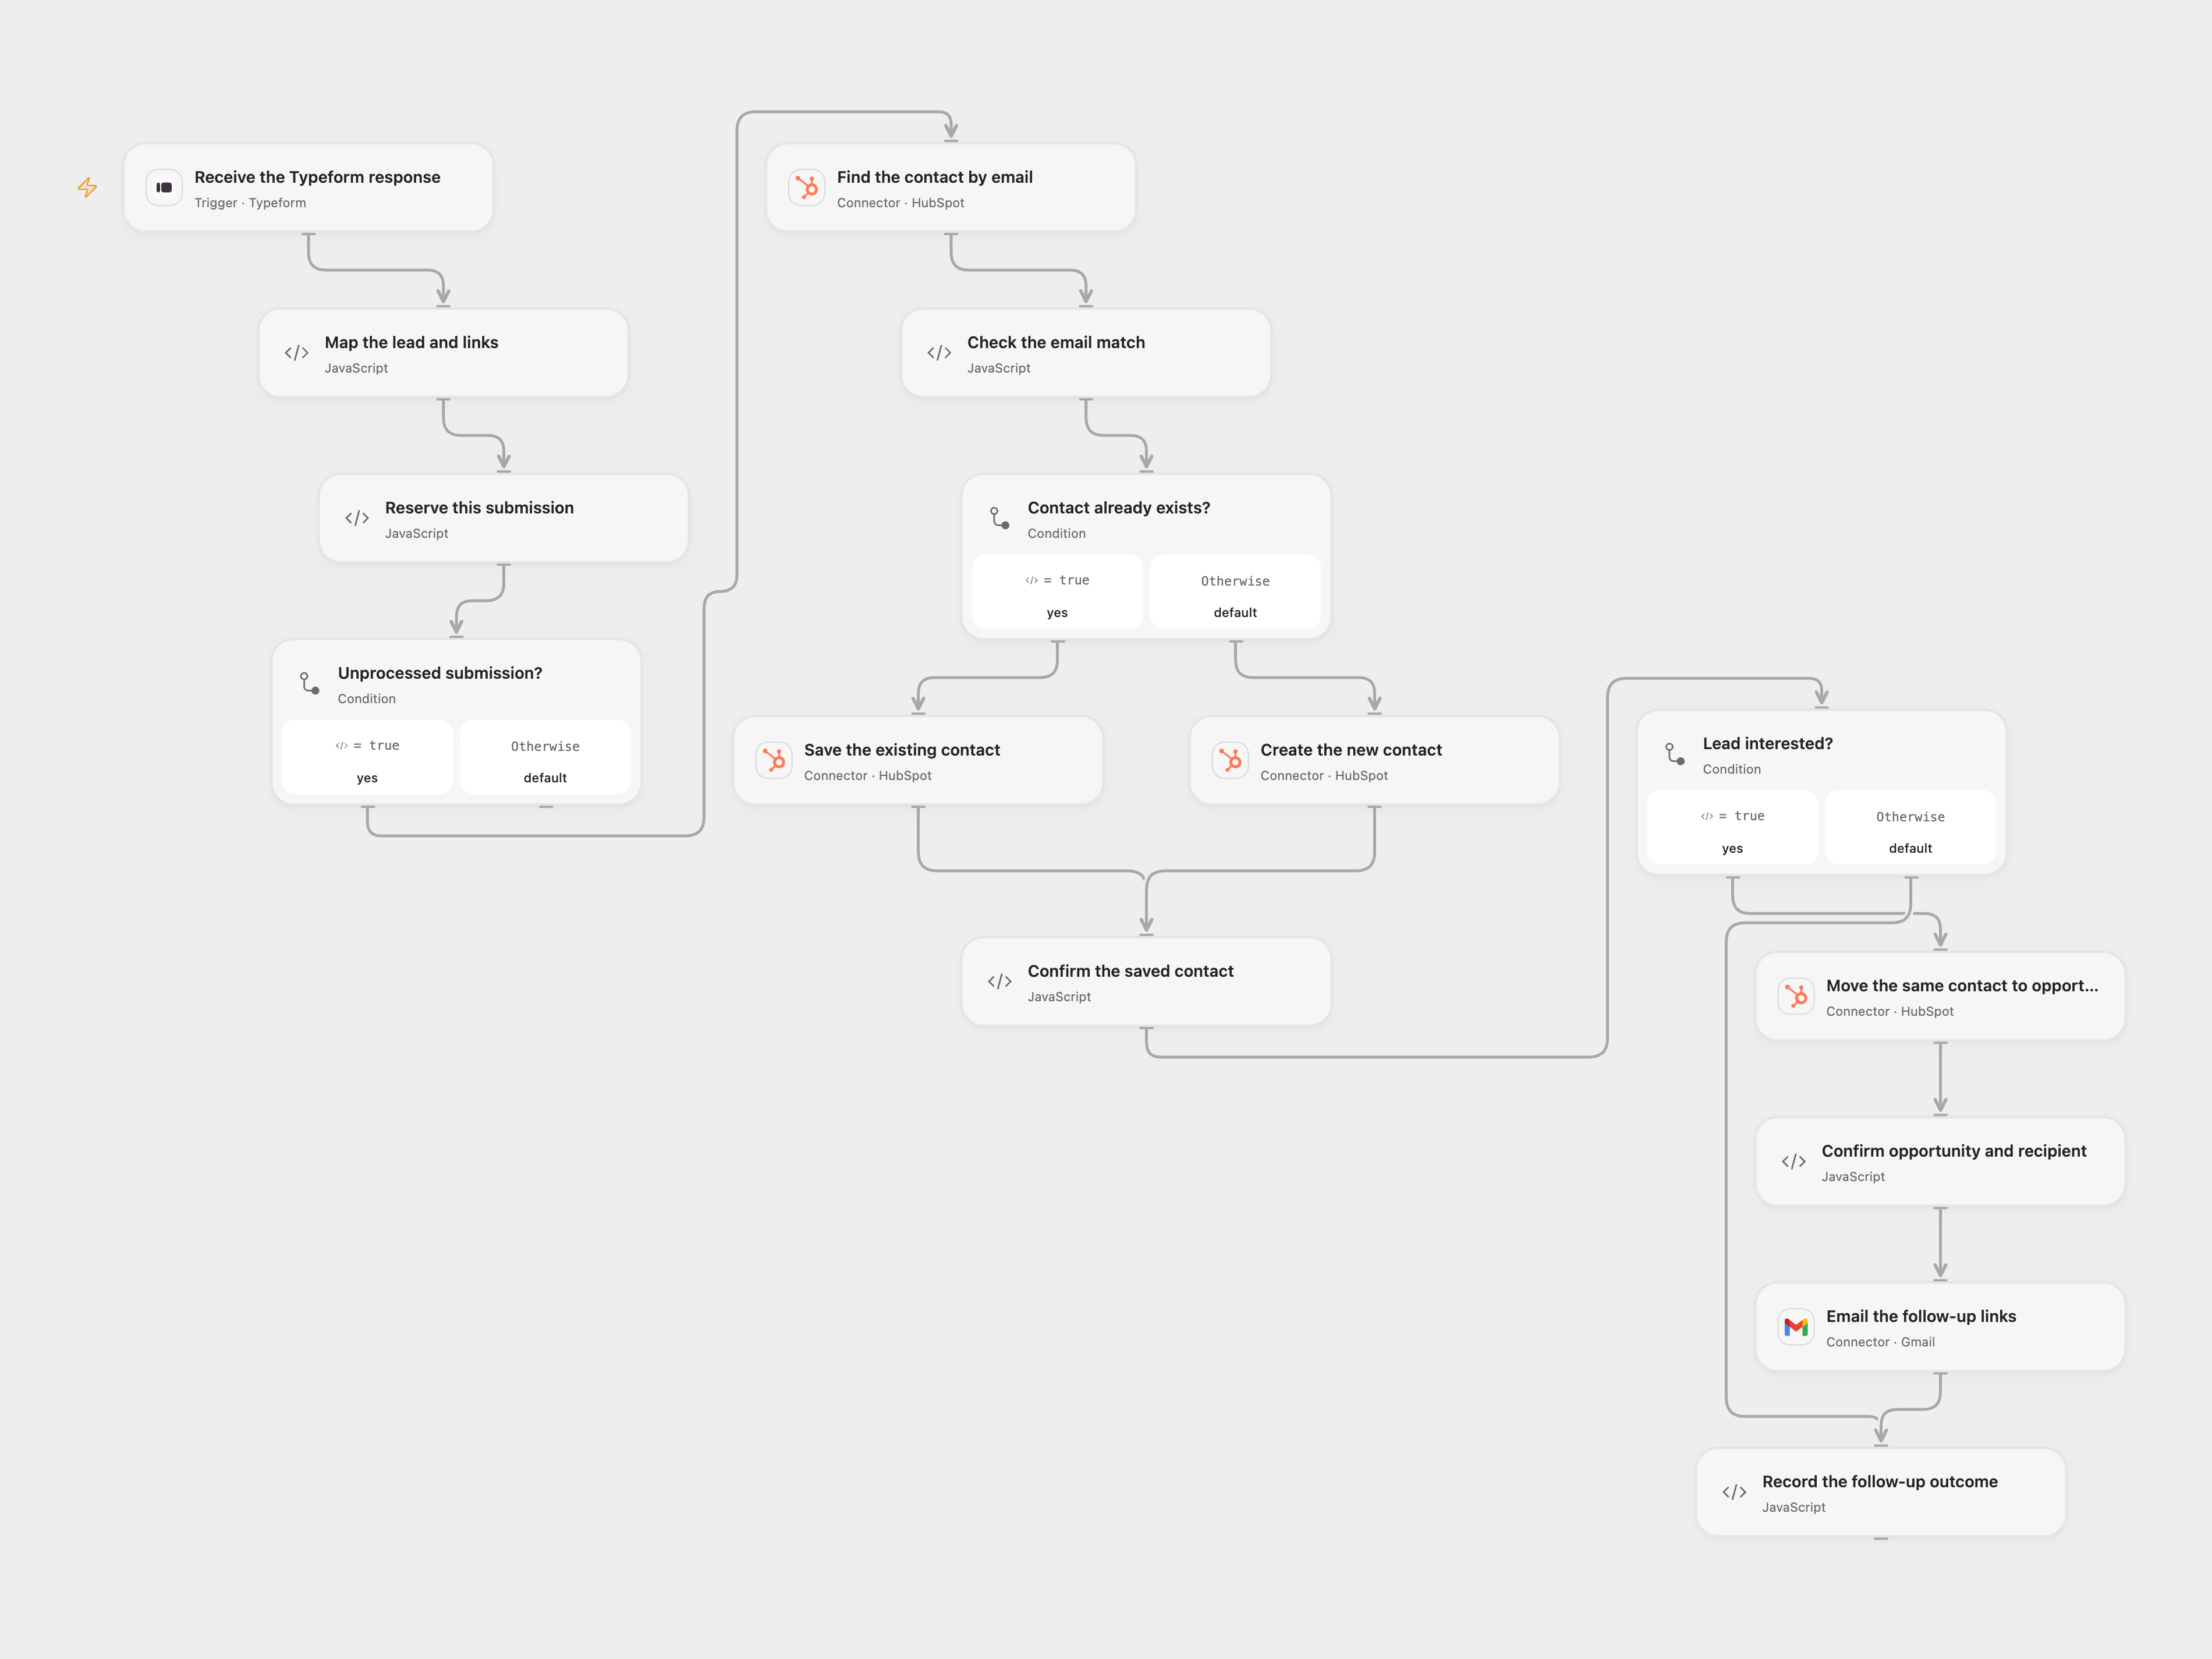 Receive the Typeform response
Trigger · Typeform
Map the lead and links
JavaScript
Reserve this submission
JavaScript
Unprocessed submission?
Condition
</> = true
Otherwise
yes
default
Find the contact by email
Connector · HubSpot
Check the email match
JavaScript
Contact already exists?
Condition
</> = true
Otherwise
yes
default
Save the existing contact
Connector · HubSpot
Create the new contact
Connector · HubSpot
Confirm the saved contact
JavaScript
Lead interested?
Condition
</> = true
Otherwise
yes
default
Move the same contact to opport...
Connector · HubSpot
Confirm opportunity and recipient
JavaScript
Email the follow-up links
Connector · Gmail
Record the follow-up outcome
JavaScript